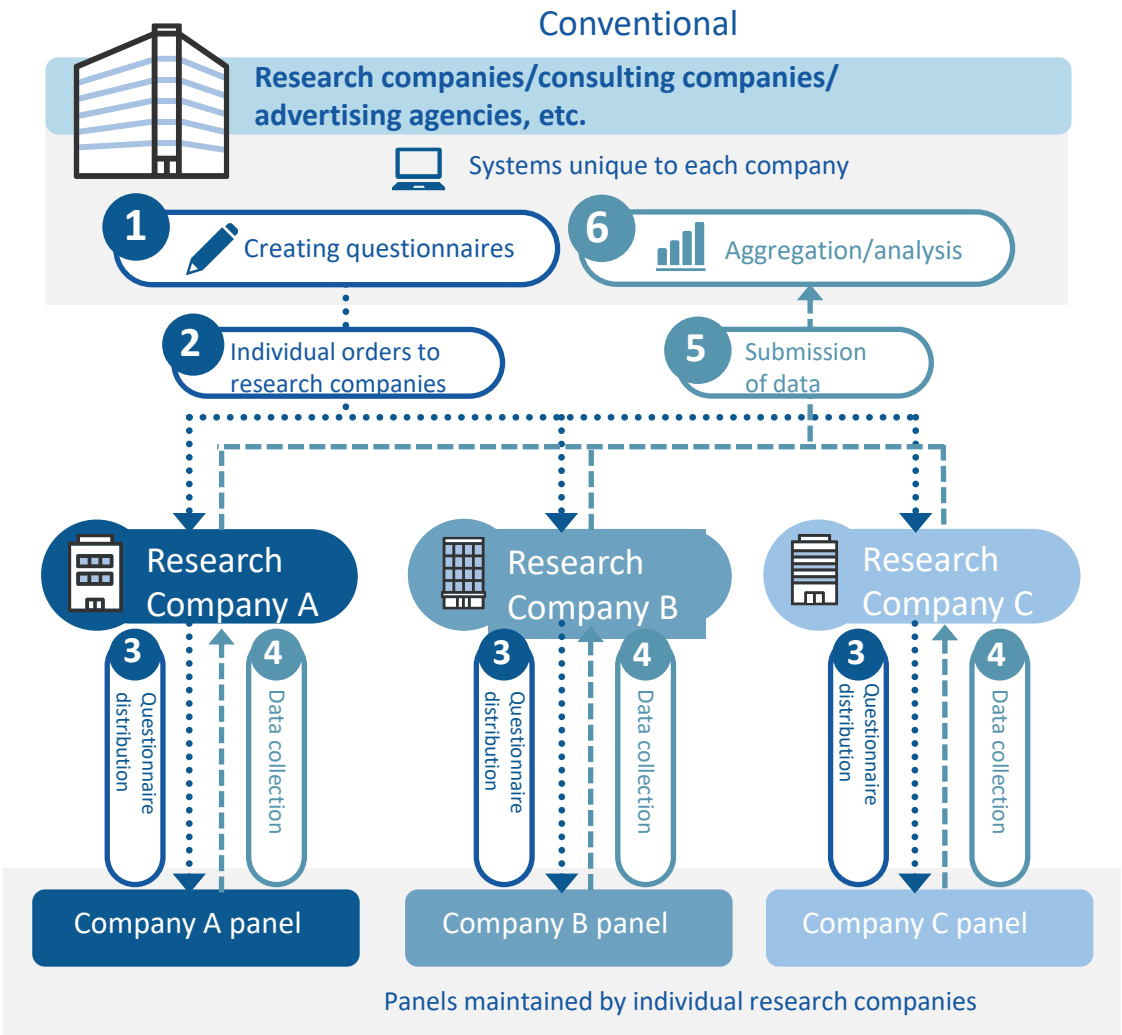 Conventional
Research companies/consulting companies/
advertising agencies, etc.
Systems unique to each company
1
Creating questionnaires
6
Aggregation/analysis
2
Individual orders to
research companies
5
Submission
of data
Research
Company A
Research
Company B
Research
Company C
3
Questionnaire
distribution
4
Data collection
3
Questionnaire
distribution
4
Data collection
3
Questionnaire
distribution
4
Data collection
Company A panel
Company B panel
Company C panel
Panels maintained by individual research companies